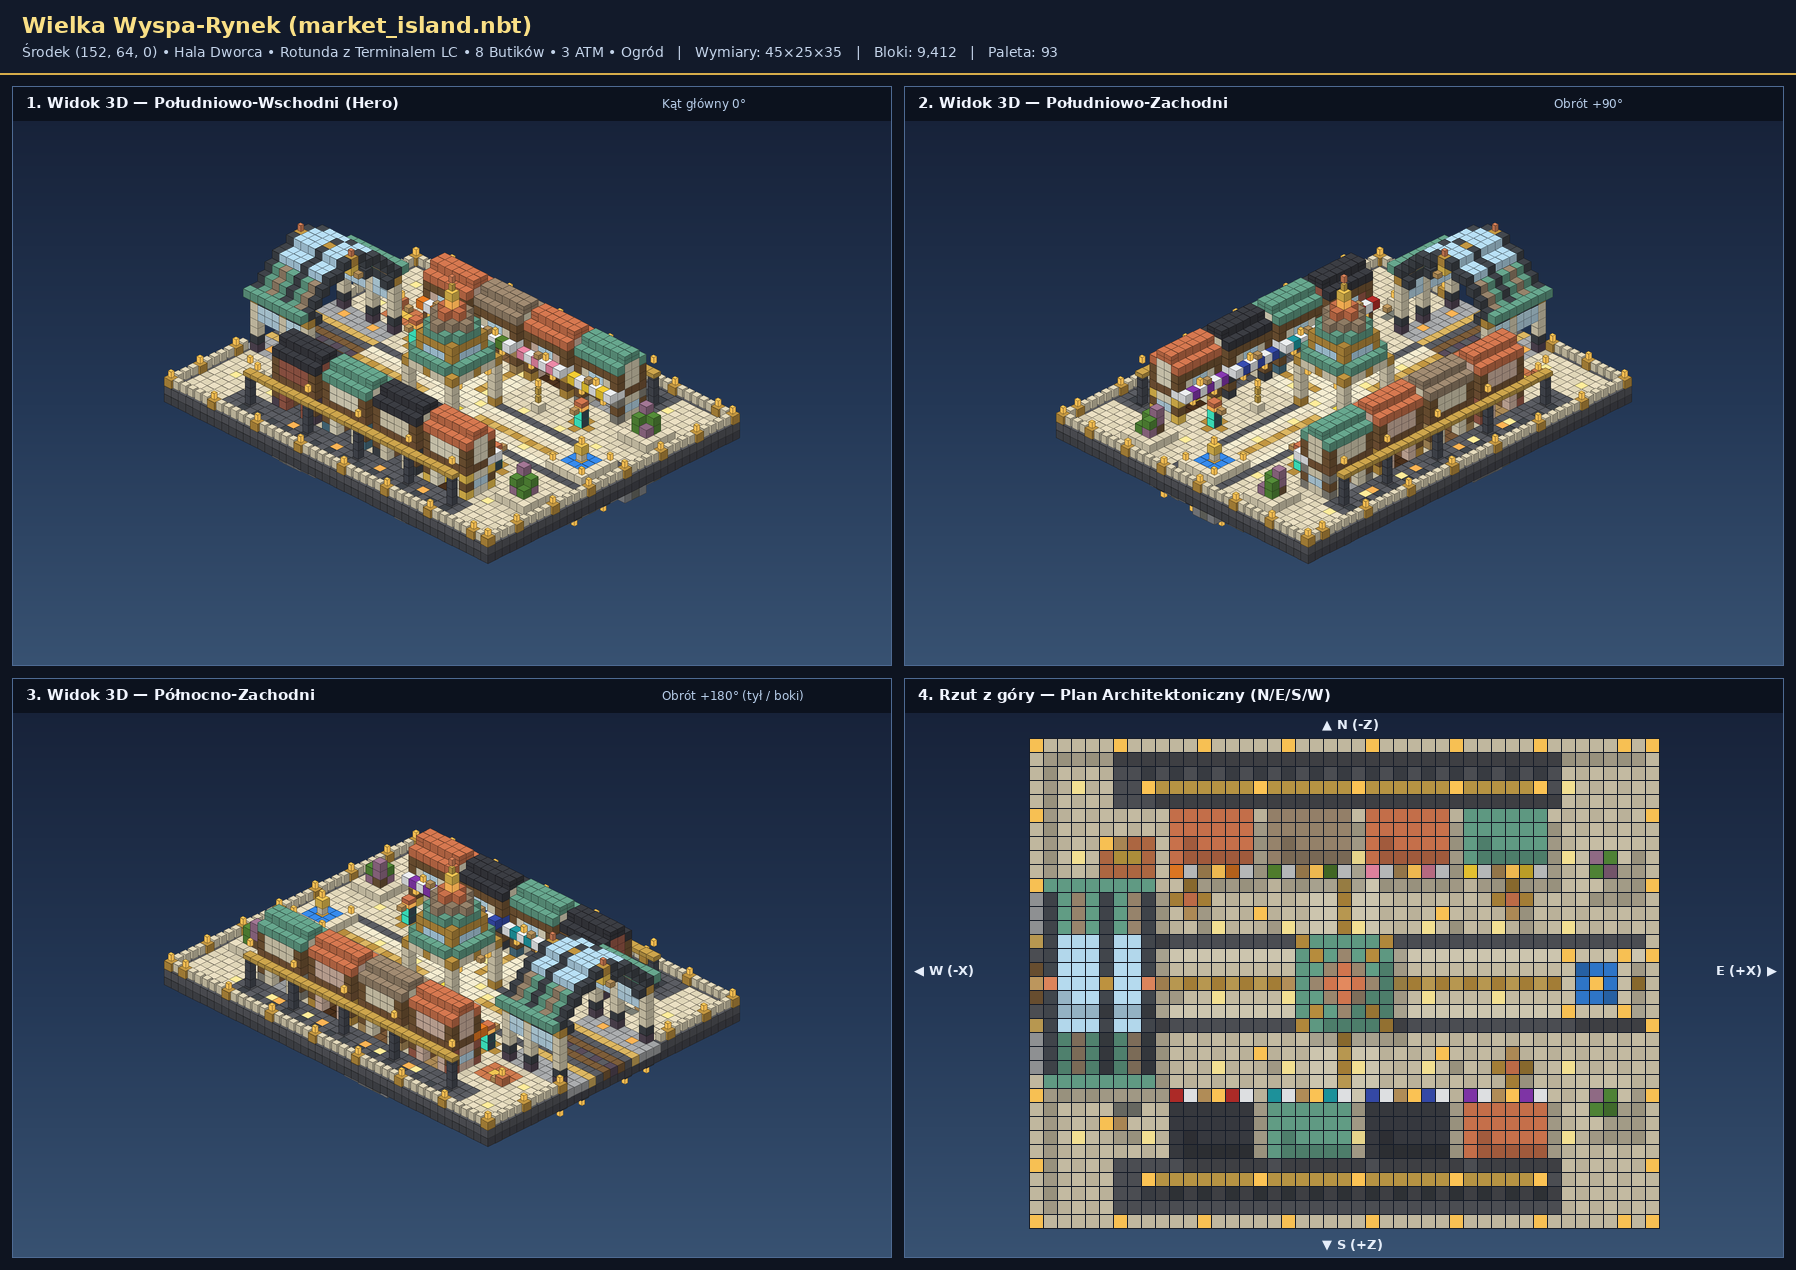 Wielka Wyspa-Rynek (market_island.nbt)
Środek (152, 64, 0) • Hala Dworca • Rotunda z Terminalem LC • 8 Butików • 3 ATM • Ogród | Wymiary: 45×25×35 | Bloki: 9,412 | Paleta: 93
1. Widok 3D — Południowo-Wschodni (Hero)
Kąt główny 0°
2. Widok 3D — Południowo-Zachodni
Obrót +90°
3. Widok 3D — Północno-Zachodni
Obrót +180° (tył / boki)
4. Rzut z góry — Plan Architektoniczny (N/E/S/W)
▲ N (-Z)
◀ W (-X)
E (+X) ▶
▼ S (+Z)